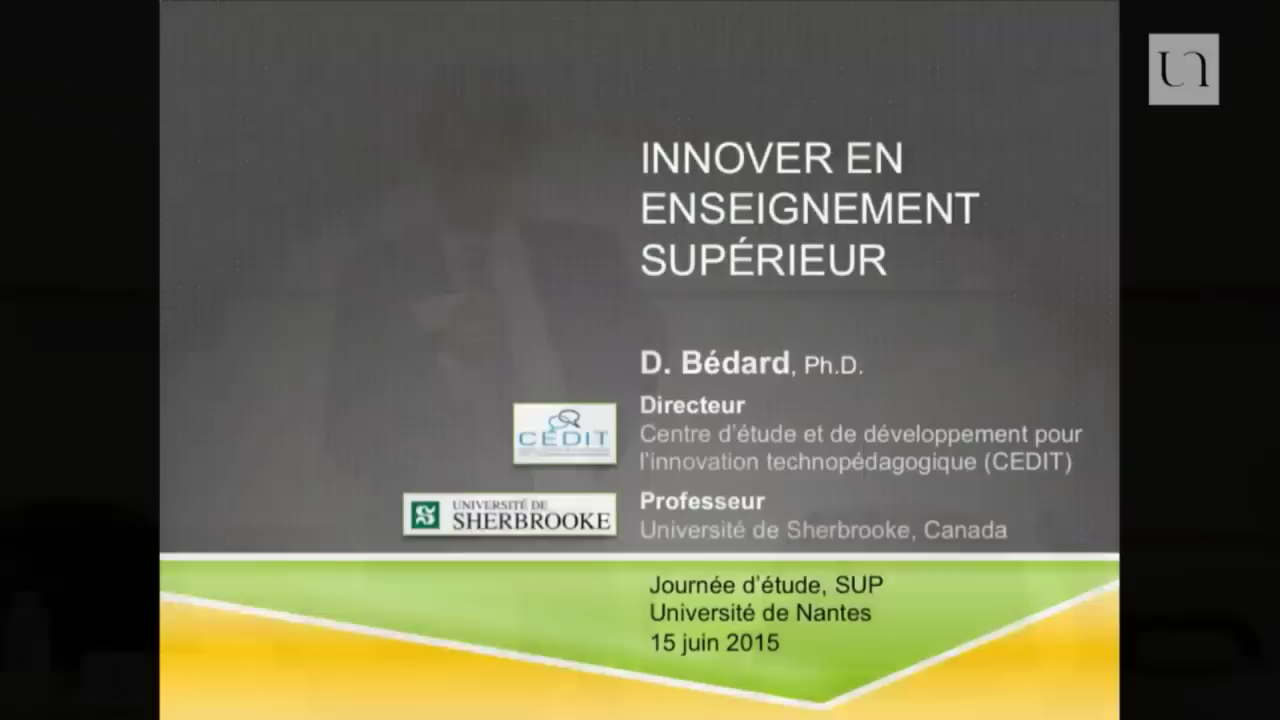 INNOVER EN
ENSEIGNEMENT
SUPÉRIEUR
D. Bédard, Ph.D.
Directeur
Centre d'étude et de développement pour
l'innovation technopédagogique (CEDIT)
CEDIT
Professeur
Université de Sherbrooke, Canada
UNIVERSITÉ DE
SHERBROOKE
Journée d'étude, SUP
Université de Nantes
15 juin 2015